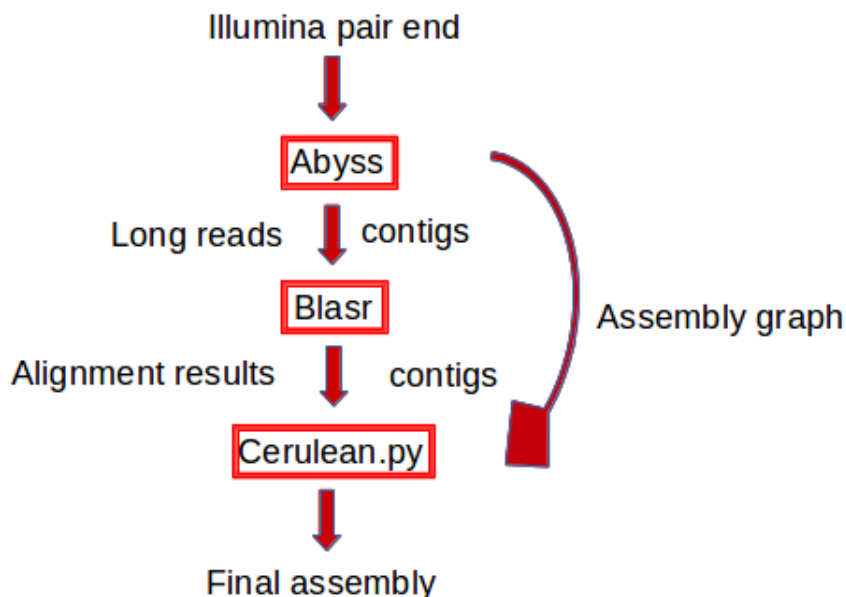 Illumina pair end
Abyss
Long reads contigs
Blasr
Assembly graph
Alignment results contigs
Cerulean.py
Final assembly